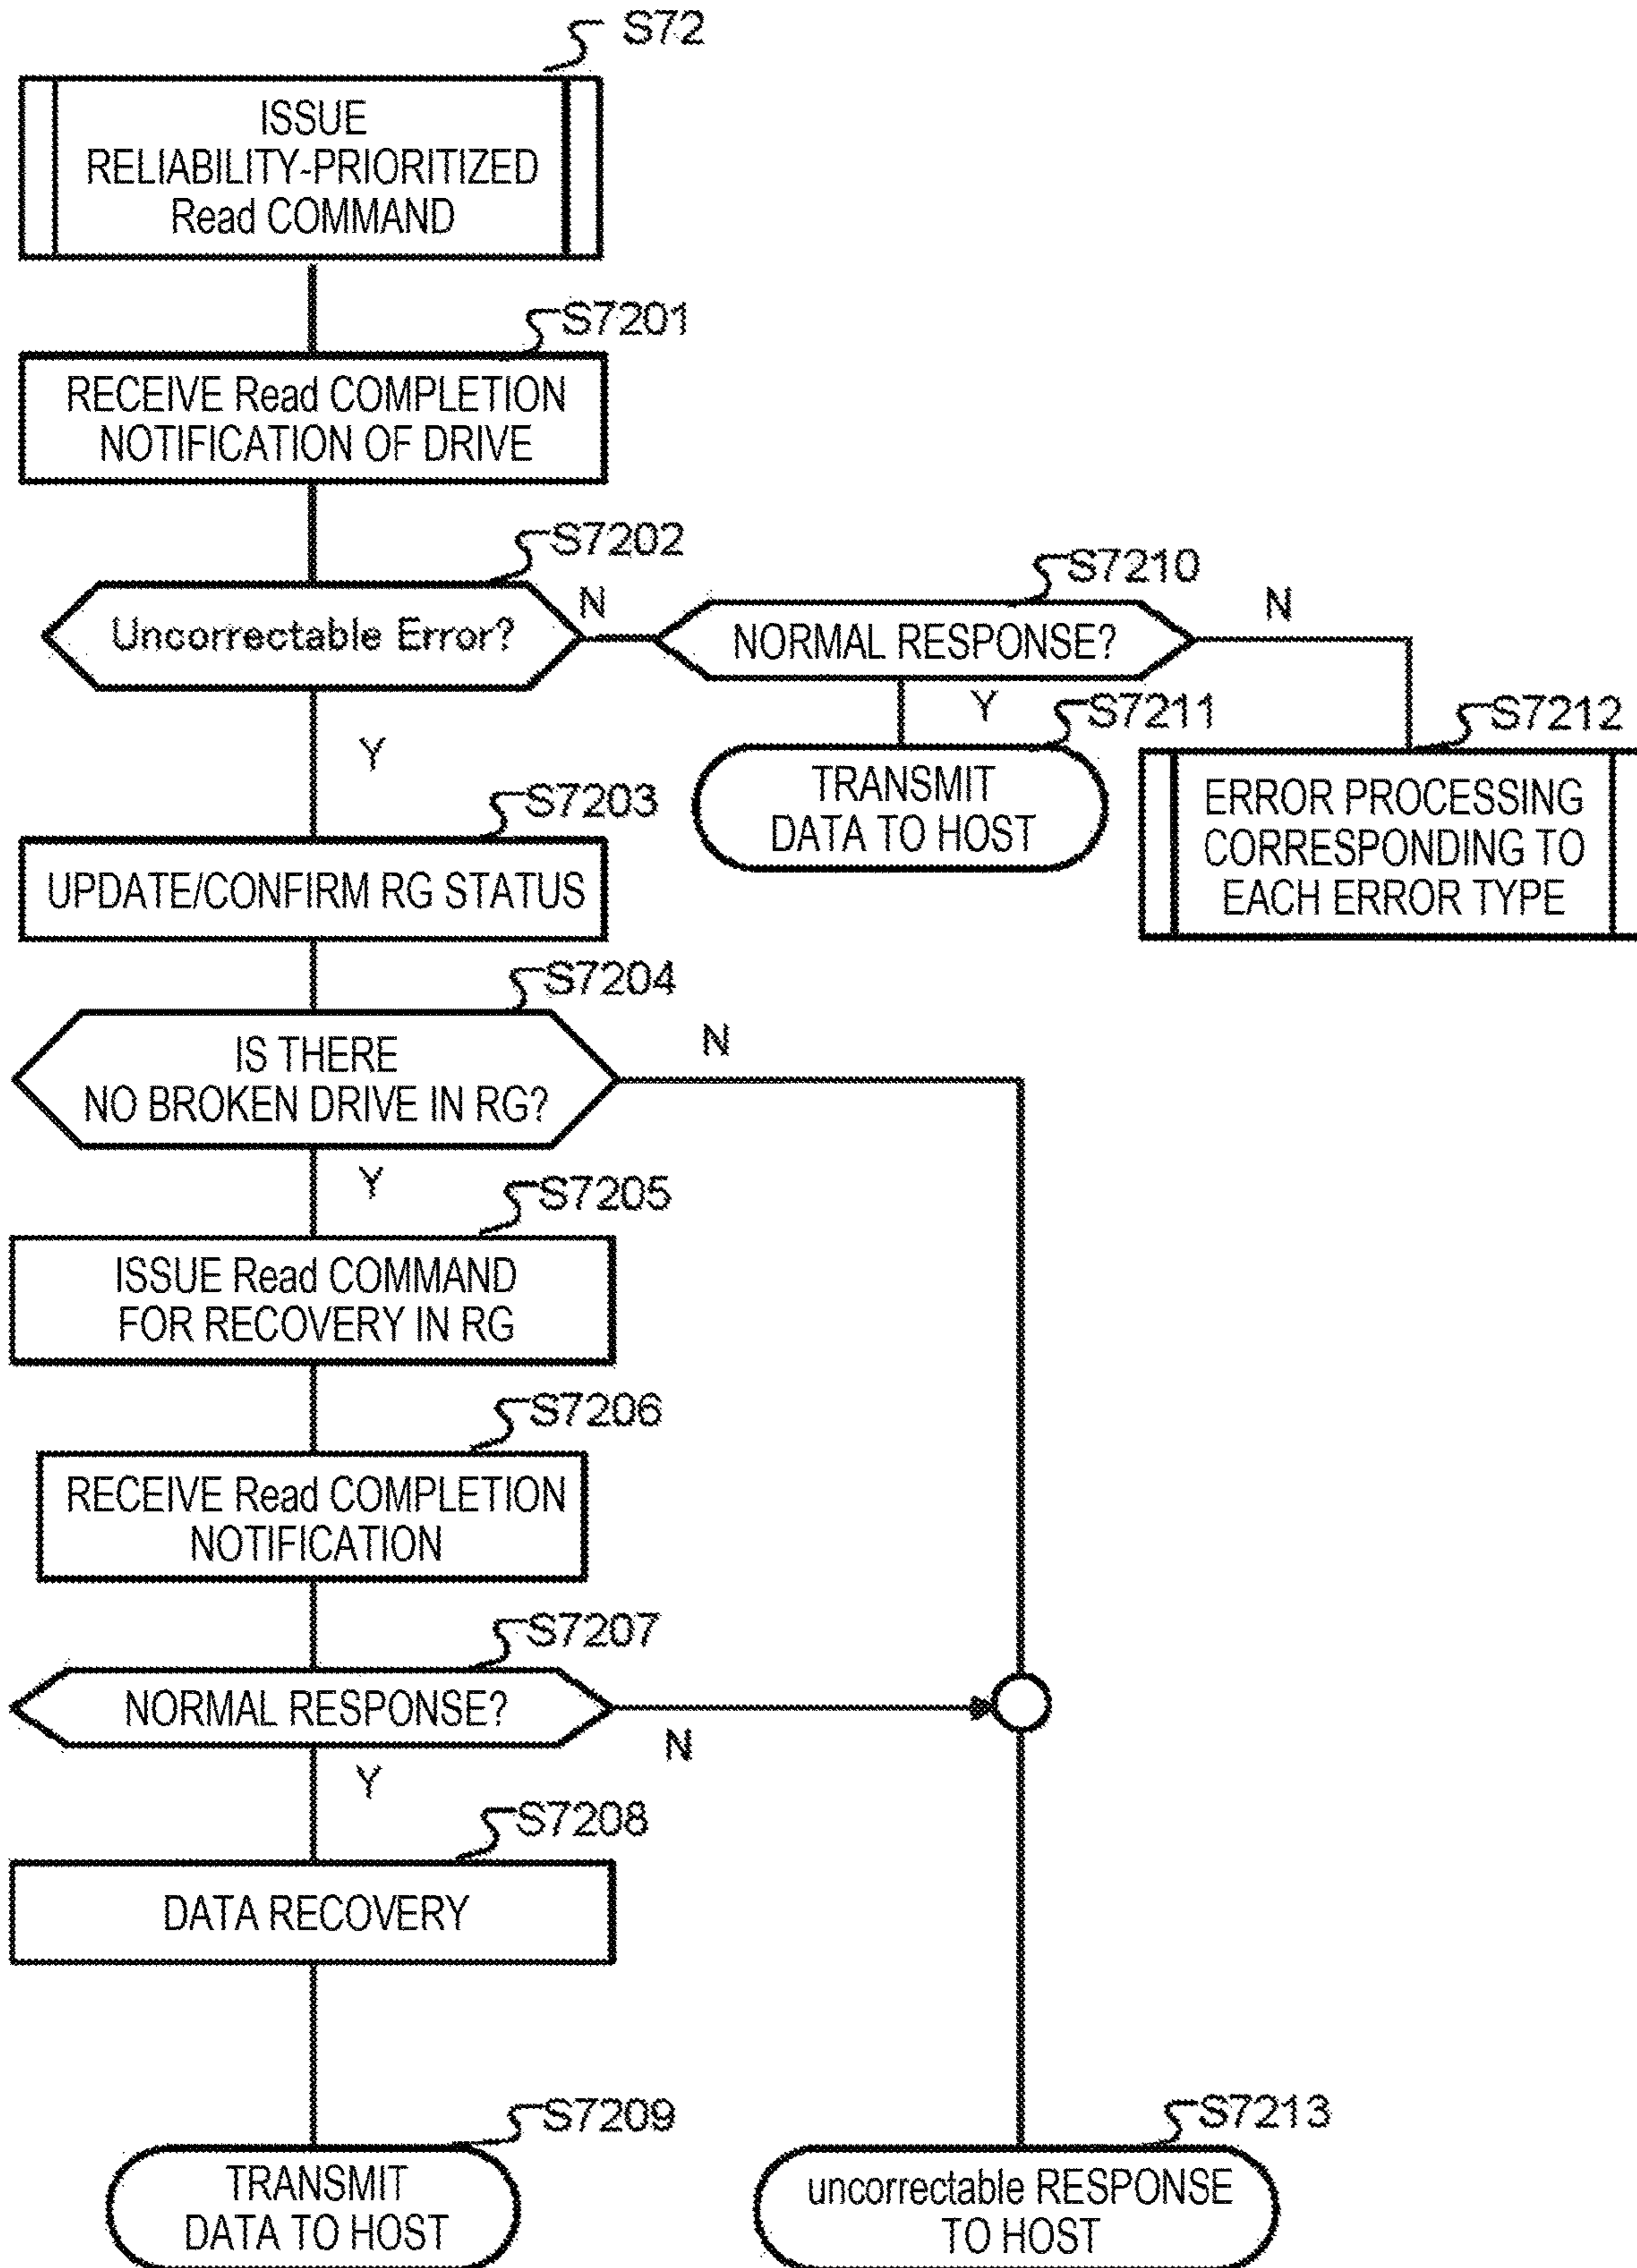 S72
ISSUE
RELIABILITY-PRIORITIZED
Read COMMAND
S7201
RECEIVE Read COMPLETION
NOTIFICATION OF DRIVE
S7202
Uncorrectable Error?
N
S7210
NORMAL RESPONSE?
N
Y
Y
S7211
TRANSMIT
DATA TO HOST
S7212
ERROR PROCESSING
CORRESPONDING TO
EACH ERROR TYPE
S7203
UPDATE/CONFIRM RG STATUS
S7204
IS THERE
NO BROKEN DRIVE IN RG?
N
Y
S7205
ISSUE Read COMMAND
FOR RECOVERY IN RG
S7206
RECEIVE Read COMPLETION
NOTIFICATION
S7207
NORMAL RESPONSE?
N
Y
S7208
DATA RECOVERY
S7209
TRANSMIT
DATA TO HOST
S7213
uncorrectable RESPONSE
TO HOST